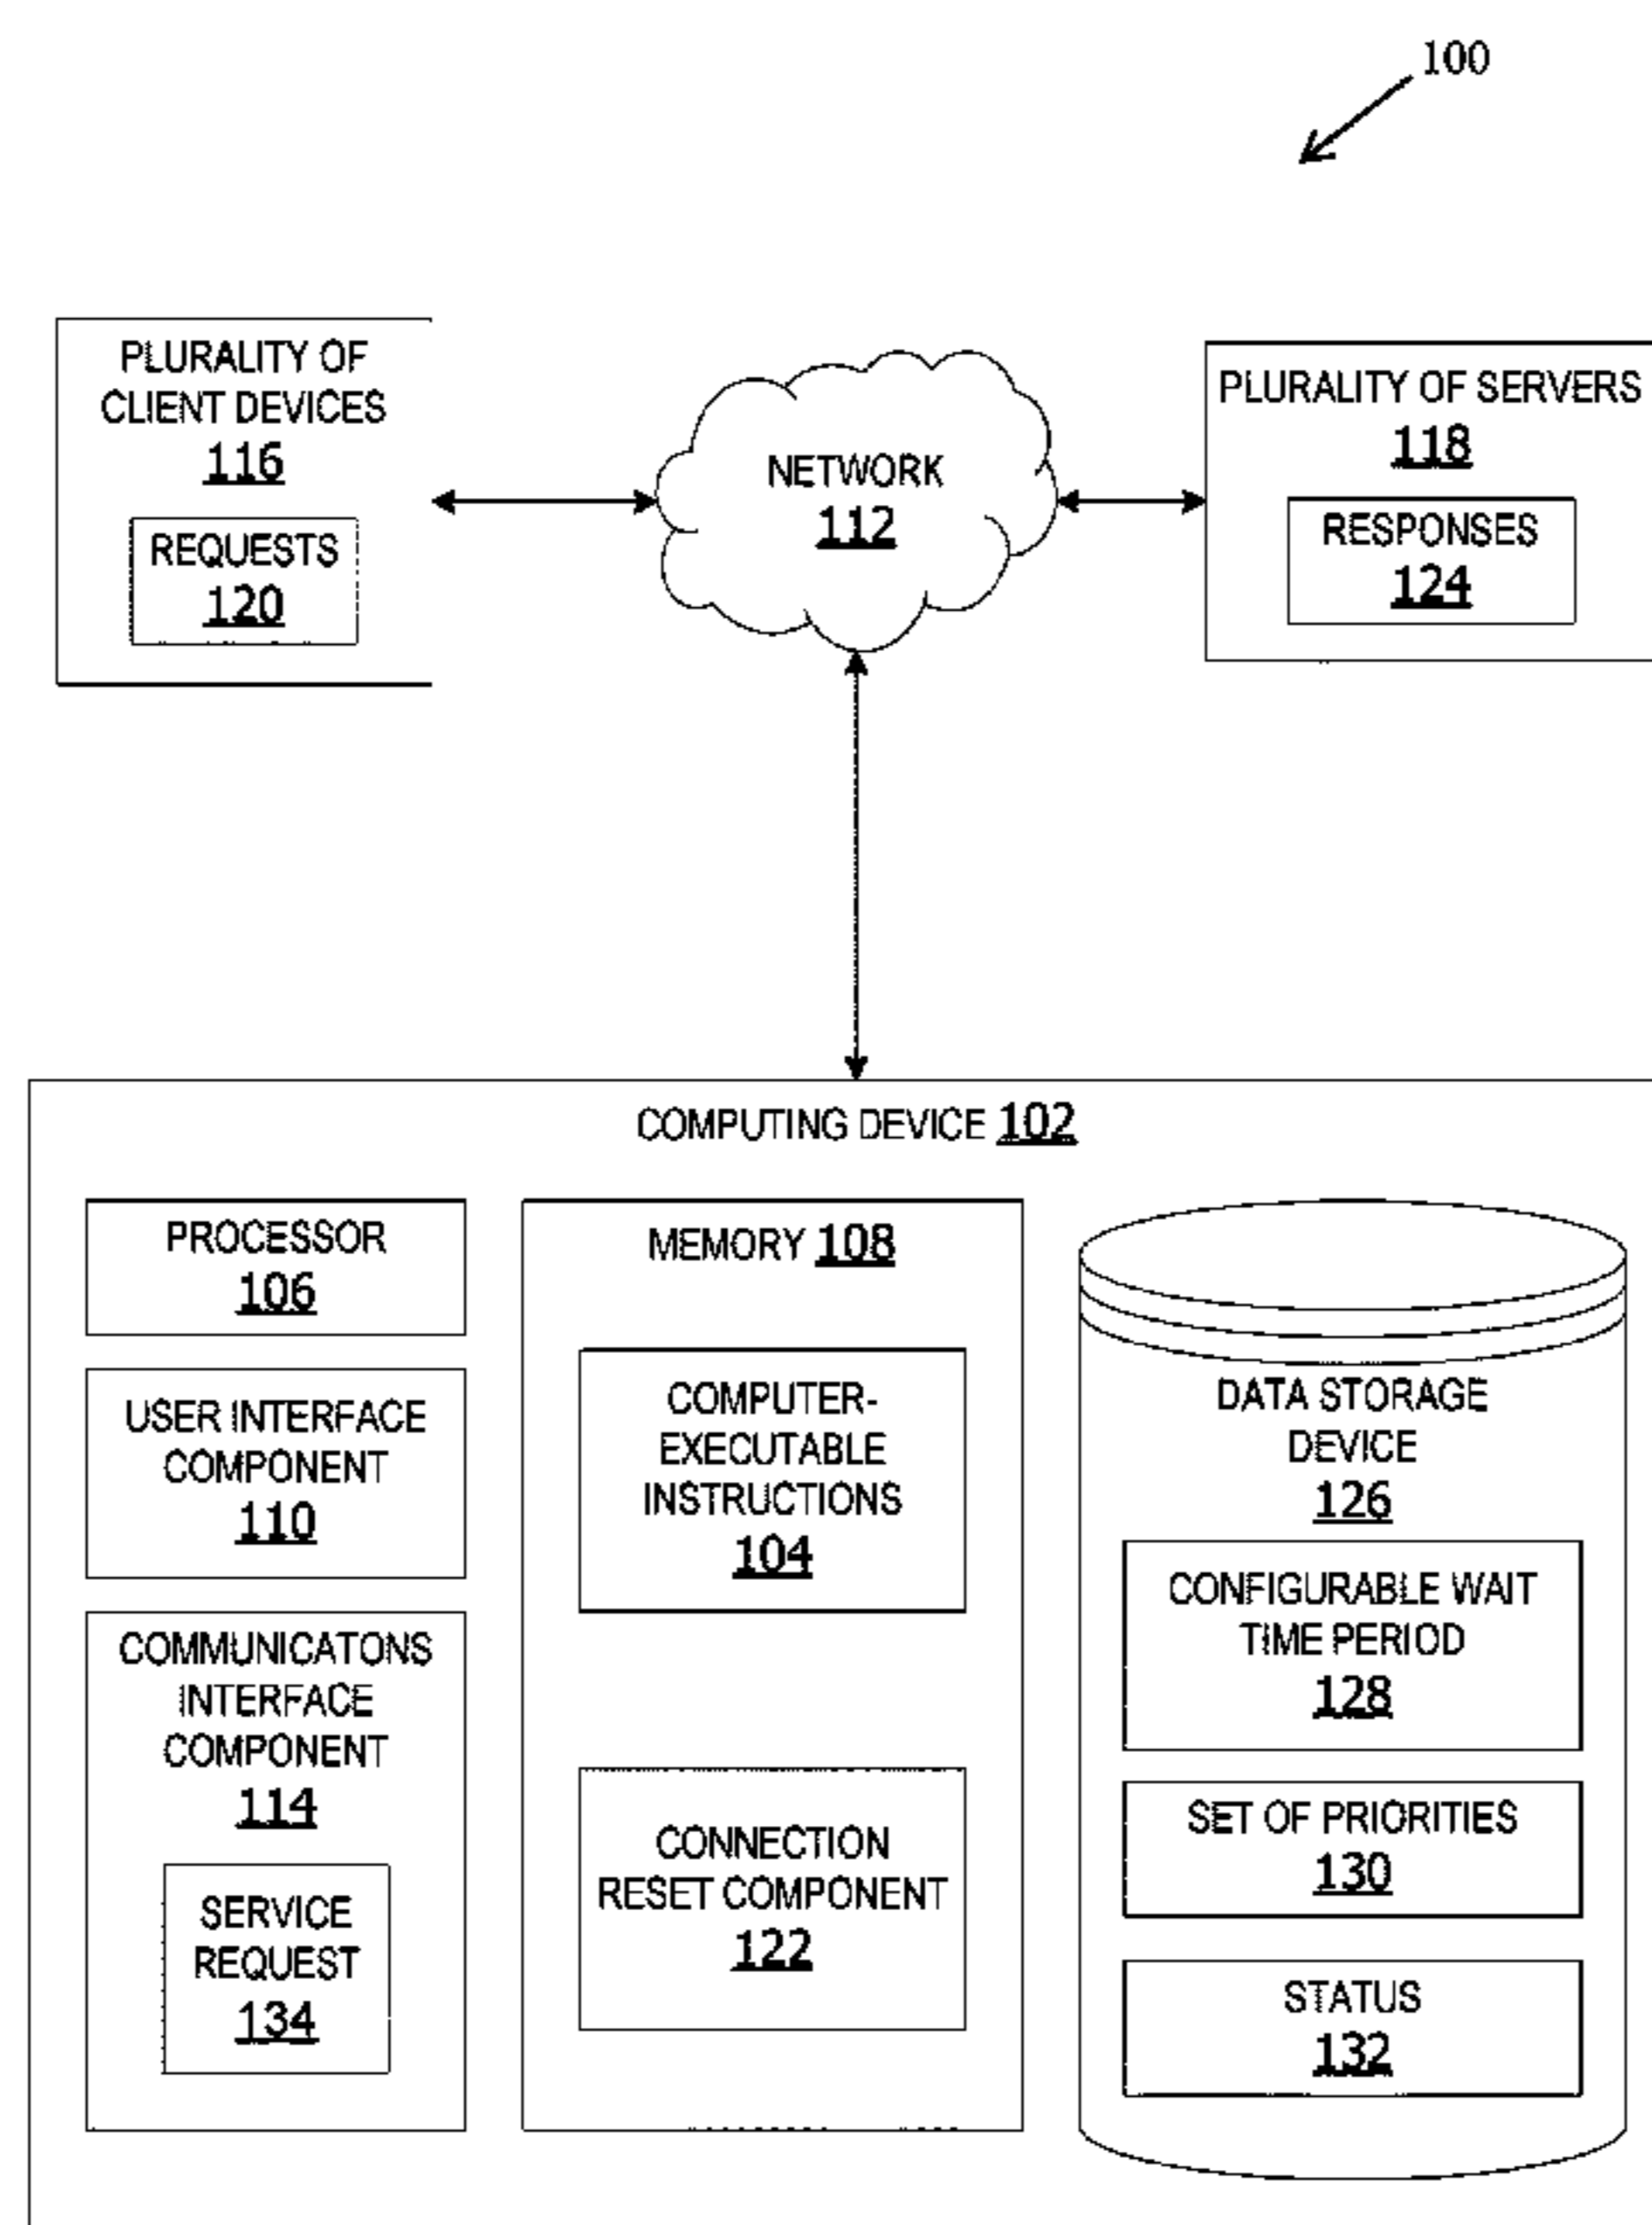 100
PLURALITY OF
CLIENT DEVICES
116
REQUESTS
120
NETWORK
112
PLURALITY OF SERVERS
118
RESPONSES
124
COMPUTING DEVICE 102
PROCESSOR
106
USER INTERFACE
COMPONENT
110
COMMUNICATONS
INTERFACE
COMPONENT
114
SERVICE
REQUEST
134
MEMORY 108
COMPUTER-
EXECUTABLE
INSTRUCTIONS
104
CONNECTION
RESET COMPONENT
122
DATA STORAGE
DEVICE
126
CONFIGURABLE WAIT
TIME PERIOD
128
SET OF PRIORITIES
130
STATUS
132